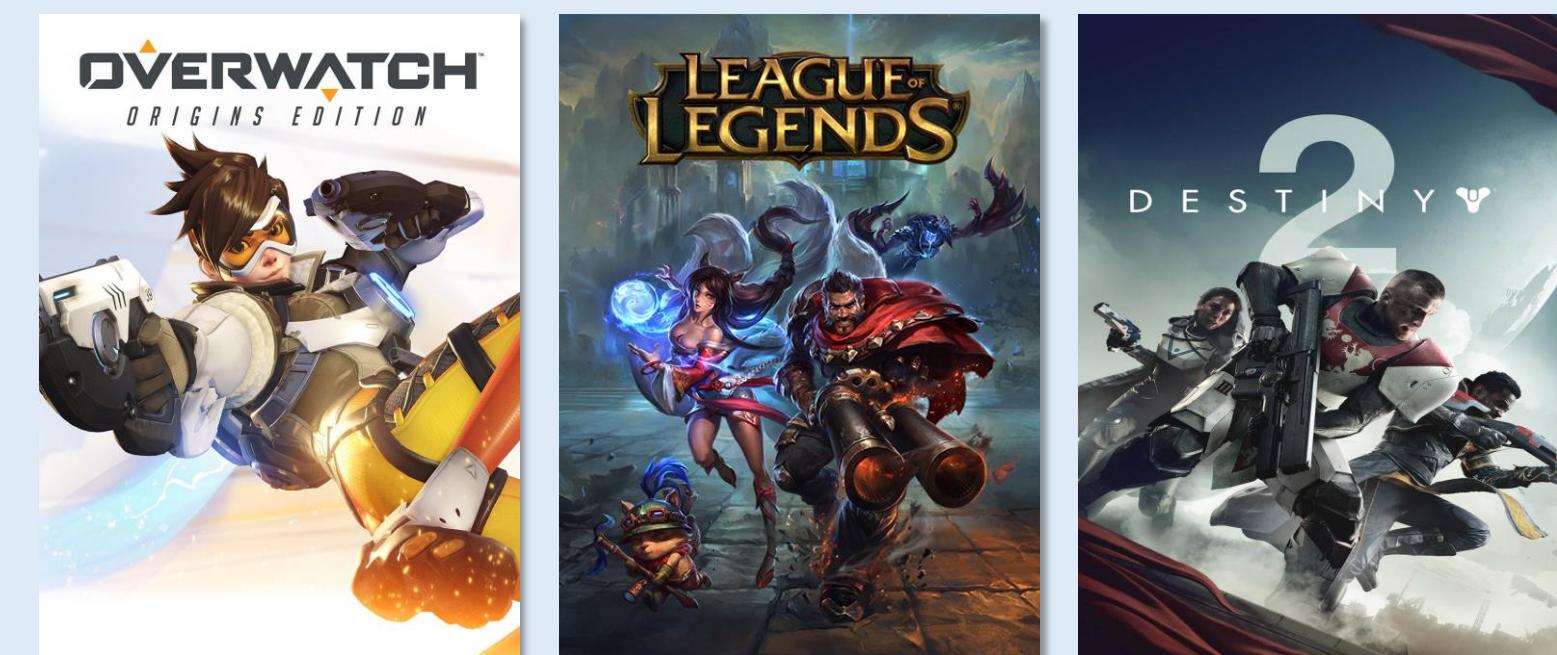 OVERWATCH
ORIGINS EDITION
LEAGUE OF
LEGENDS
DESTINY 2